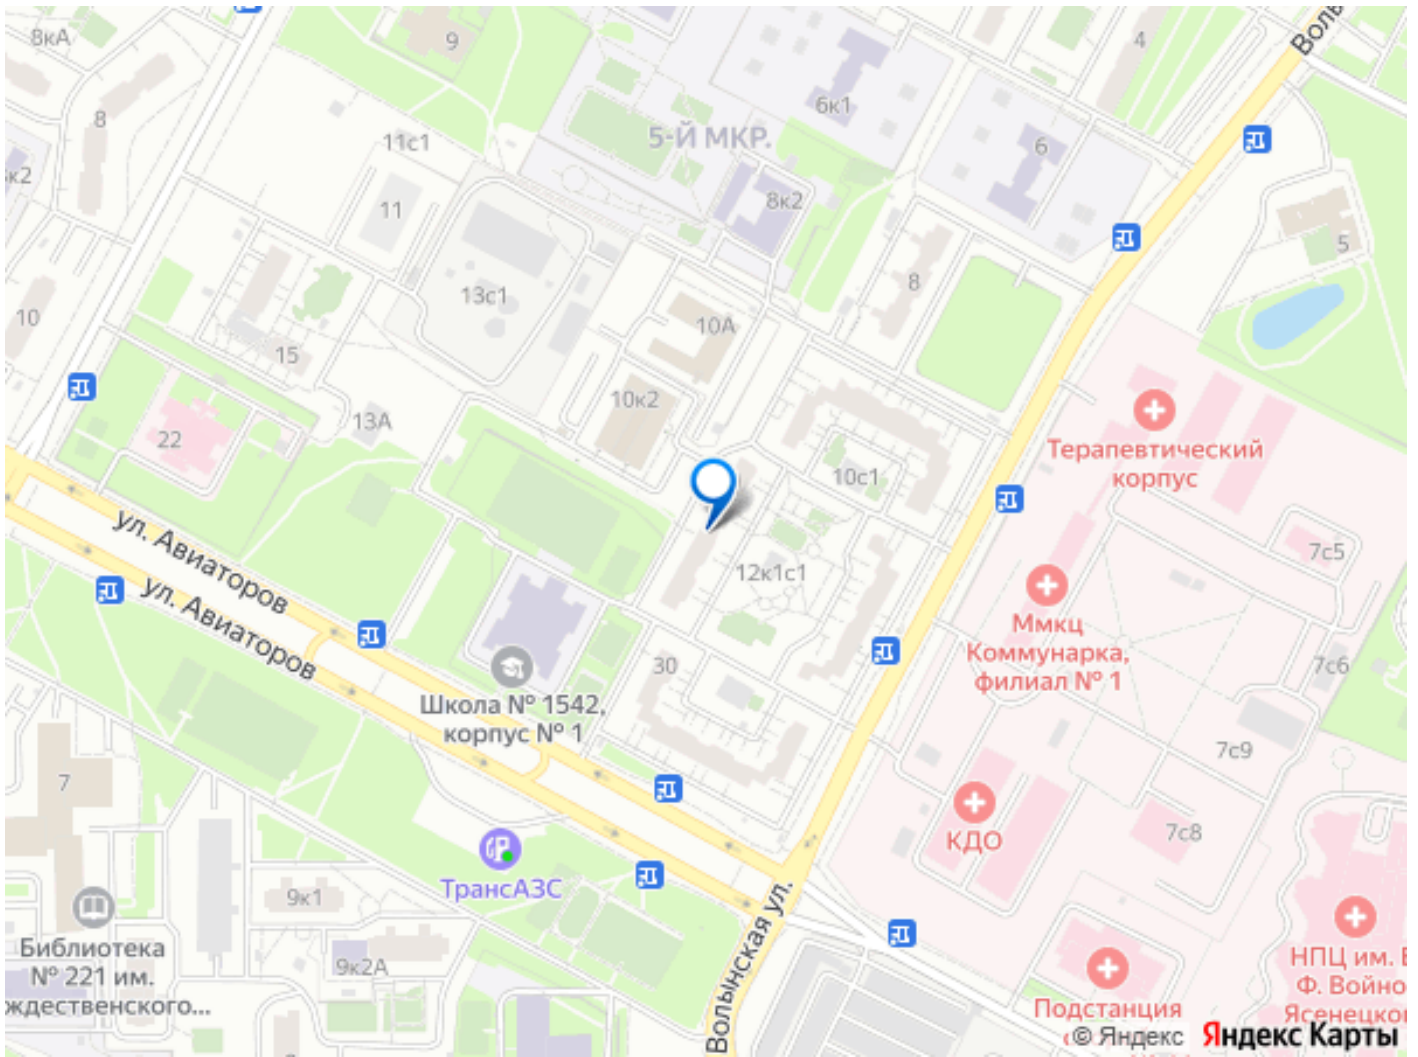 8кА
9
4
Волы
8
6к1
11с1
5-Й МКР.
6
к2
11
8к2
5
8
13с1
10
10А
15
10к2
13А
22
Терапевтический
корпус
10с1
ул. Авиаторов
7с5
12к1с1
ул. Авиаторов
Ммкц
Коммунарка,
филиал № 1
30
7с6
Школа № 1542,
корпус № 1
7с9
7
КДО
7с8
ТрансАЗС
9к1
Волынская ул.
Библиотека
№ 221 им.
ждественского...
9к2А
НПЦ им. В
Ф. Войно
Ясенецког
Подстанция
© Яндекс
Яндекс Карты